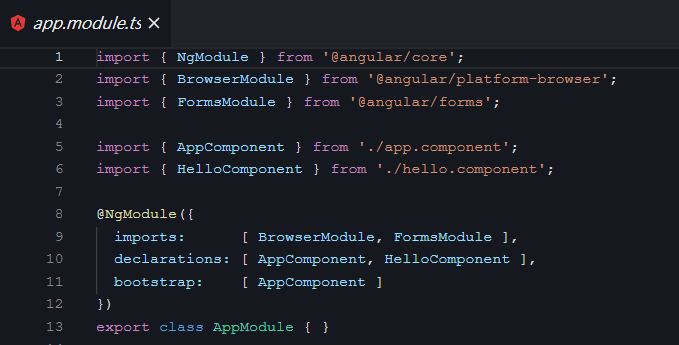 app.module.ts
1 import { NgModule } from '@angular/core';
2 import { BrowserModule } from '@angular/platform-browser';
3 import { FormsModule } from '@angular/forms';
4
5 import { AppComponent } from './app.component';
6 import { HelloComponent } from './hello.component';
7
8 @NgModule({
9   imports:      [ BrowserModule, FormsModule ],
10   declarations: [ AppComponent, HelloComponent ],
11   bootstrap:    [ AppComponent ]
12 })
13 export class AppModule { }